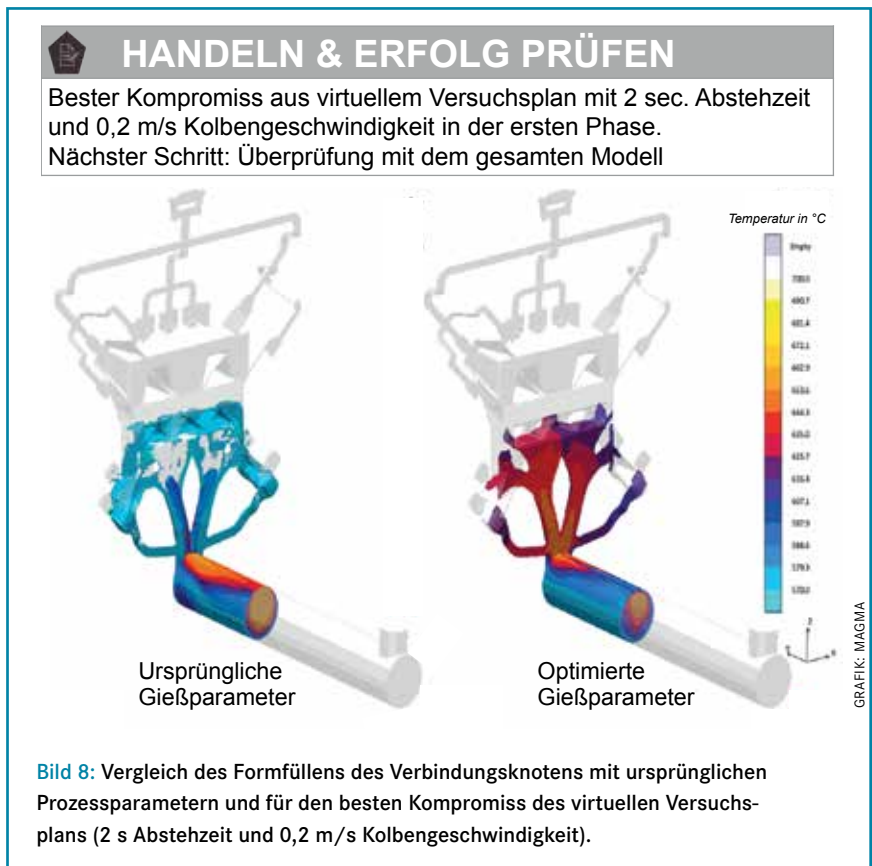 HANDELN & ERFOLG PRÜFEN
Bester Kompromiss aus virtuellem Versuchsplan mit 2 sec. Abstehzeit
und 0,2 m/s Kolbengeschwindigkeit in der ersten Phase.
Nächster Schritt: Überprüfung mit dem gesamten Modell
Temperatur in °C
Empty
Ursprüngliche
Gießparameter
Optimierte
Gießparameter
GRAFIK: MAGMA
Bild 8: Vergleich des Formfüllens des Verbindungsknotens mit ursprünglichen
Prozessparametern und für den besten Kompromiss des virtuellen Versuchs-
plans (2 s Abstehzeit und 0,2 m/s Kolbengeschwindigkeit).